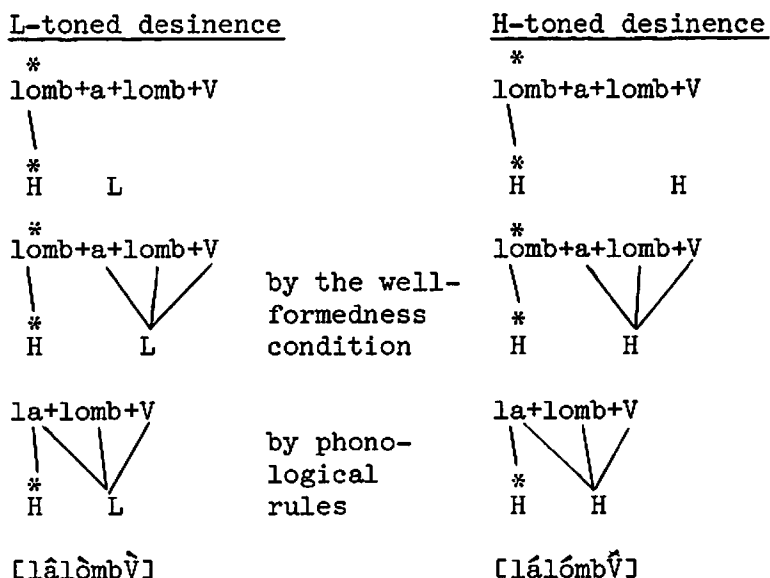 L-toned desinence H-toned desinence
* *
lomb+a+lomb+V lomb+a+lomb+V
* *
H L H H
* *
lomb+a+lomb+V lomb+a+lomb+V
by the well-
formedness
condition
* *
H L H H
la+lomb+V la+lomb+V
by phono-
logical
rules
* *
H L H H
[lâlòmbV̀] [lálómbV́]